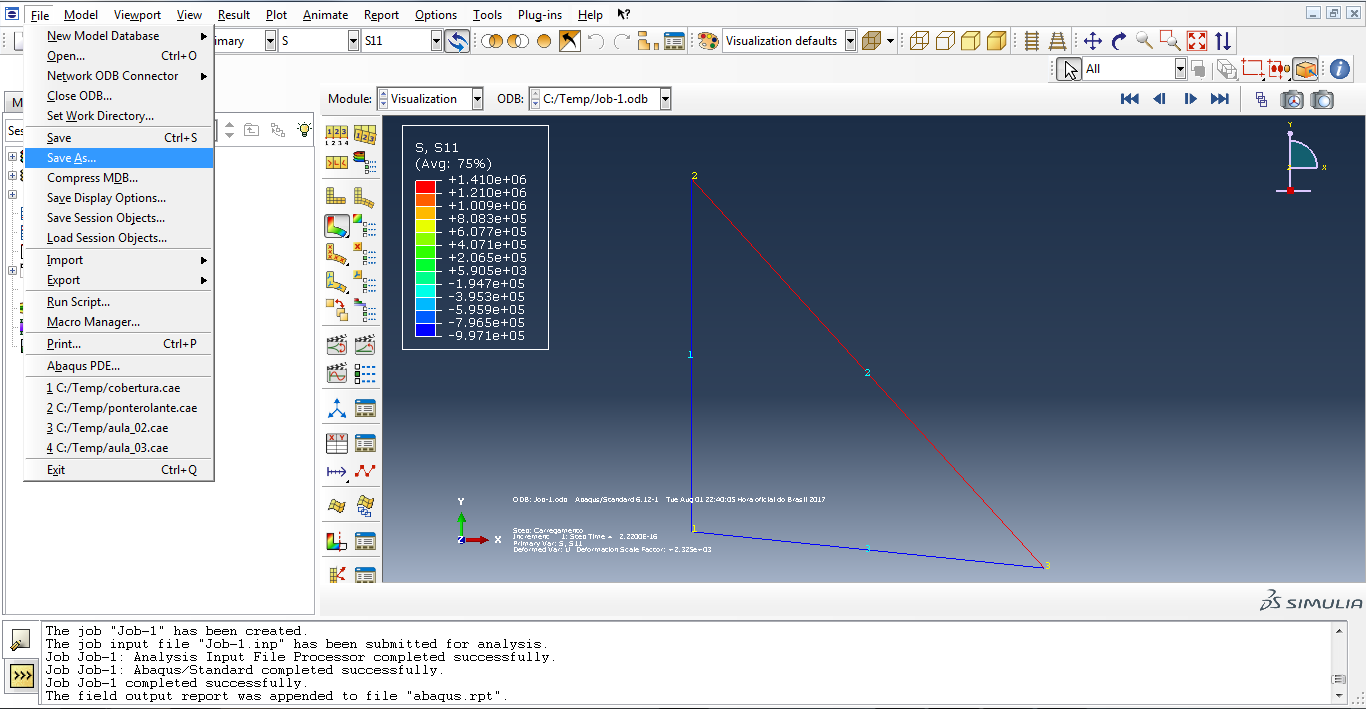 File Model Viewport View Result Plot Animate Report Options Tools Plug-ins Help
New Model Database
Open... Ctrl+O
Network ODB Connector
Close ODB...
Set Work Directory...
Save Ctrl+S
Save As...
Compress MDB...
Save Display Options...
Save Session Objects...
Load Session Objects...
Import
Export
Run Script...
Macro Manager...
Print... Ctrl+P
Abaqus PDE...
1 C:/Temp/cobertura.cae
2 C:/Temp/ponterolante.cae
3 C:/Temp/aula_02.cae
4 C:/Temp/aula_03.cae
Exit Ctrl+Q
imary S S11 Visualization defaults
All
Module: Visualization ODB: C:/Temp/Job-1.odb
M
Ses
S, S11
(Avg: 75%)
+1.410e+06
+1.210e+06
+1.009e+06
+8.083e+05
+6.077e+05
+4.071e+05
+2.065e+05
+5.905e+03
-1.947e+05
-3.953e+05
-5.959e+05
-7.965e+05
-9.971e+05
Y
X
2
1
2
1
3
Y
Z X
ODB: Job-1.odb Abaqus/Standard 6.12-1 Tue Aug 01 22:40:05 Hora oficial do Brasil 2017
Step: Carregamento
Increment 1: Step Time = 2.2200E-16
Primary Var: S, S11
Deformed Var: U Deformation Scale Factor: +2.325e+03
SIMULIA
The job "Job-1" has been created.
The job input file "Job-1.inp" has been submitted for analysis.
Job Job-1: Analysis Input File Processor completed successfully.
Job Job-1: Abaqus/Standard completed successfully.
Job Job-1 completed successfully.
The field output report was appended to file "abaqus.rpt".